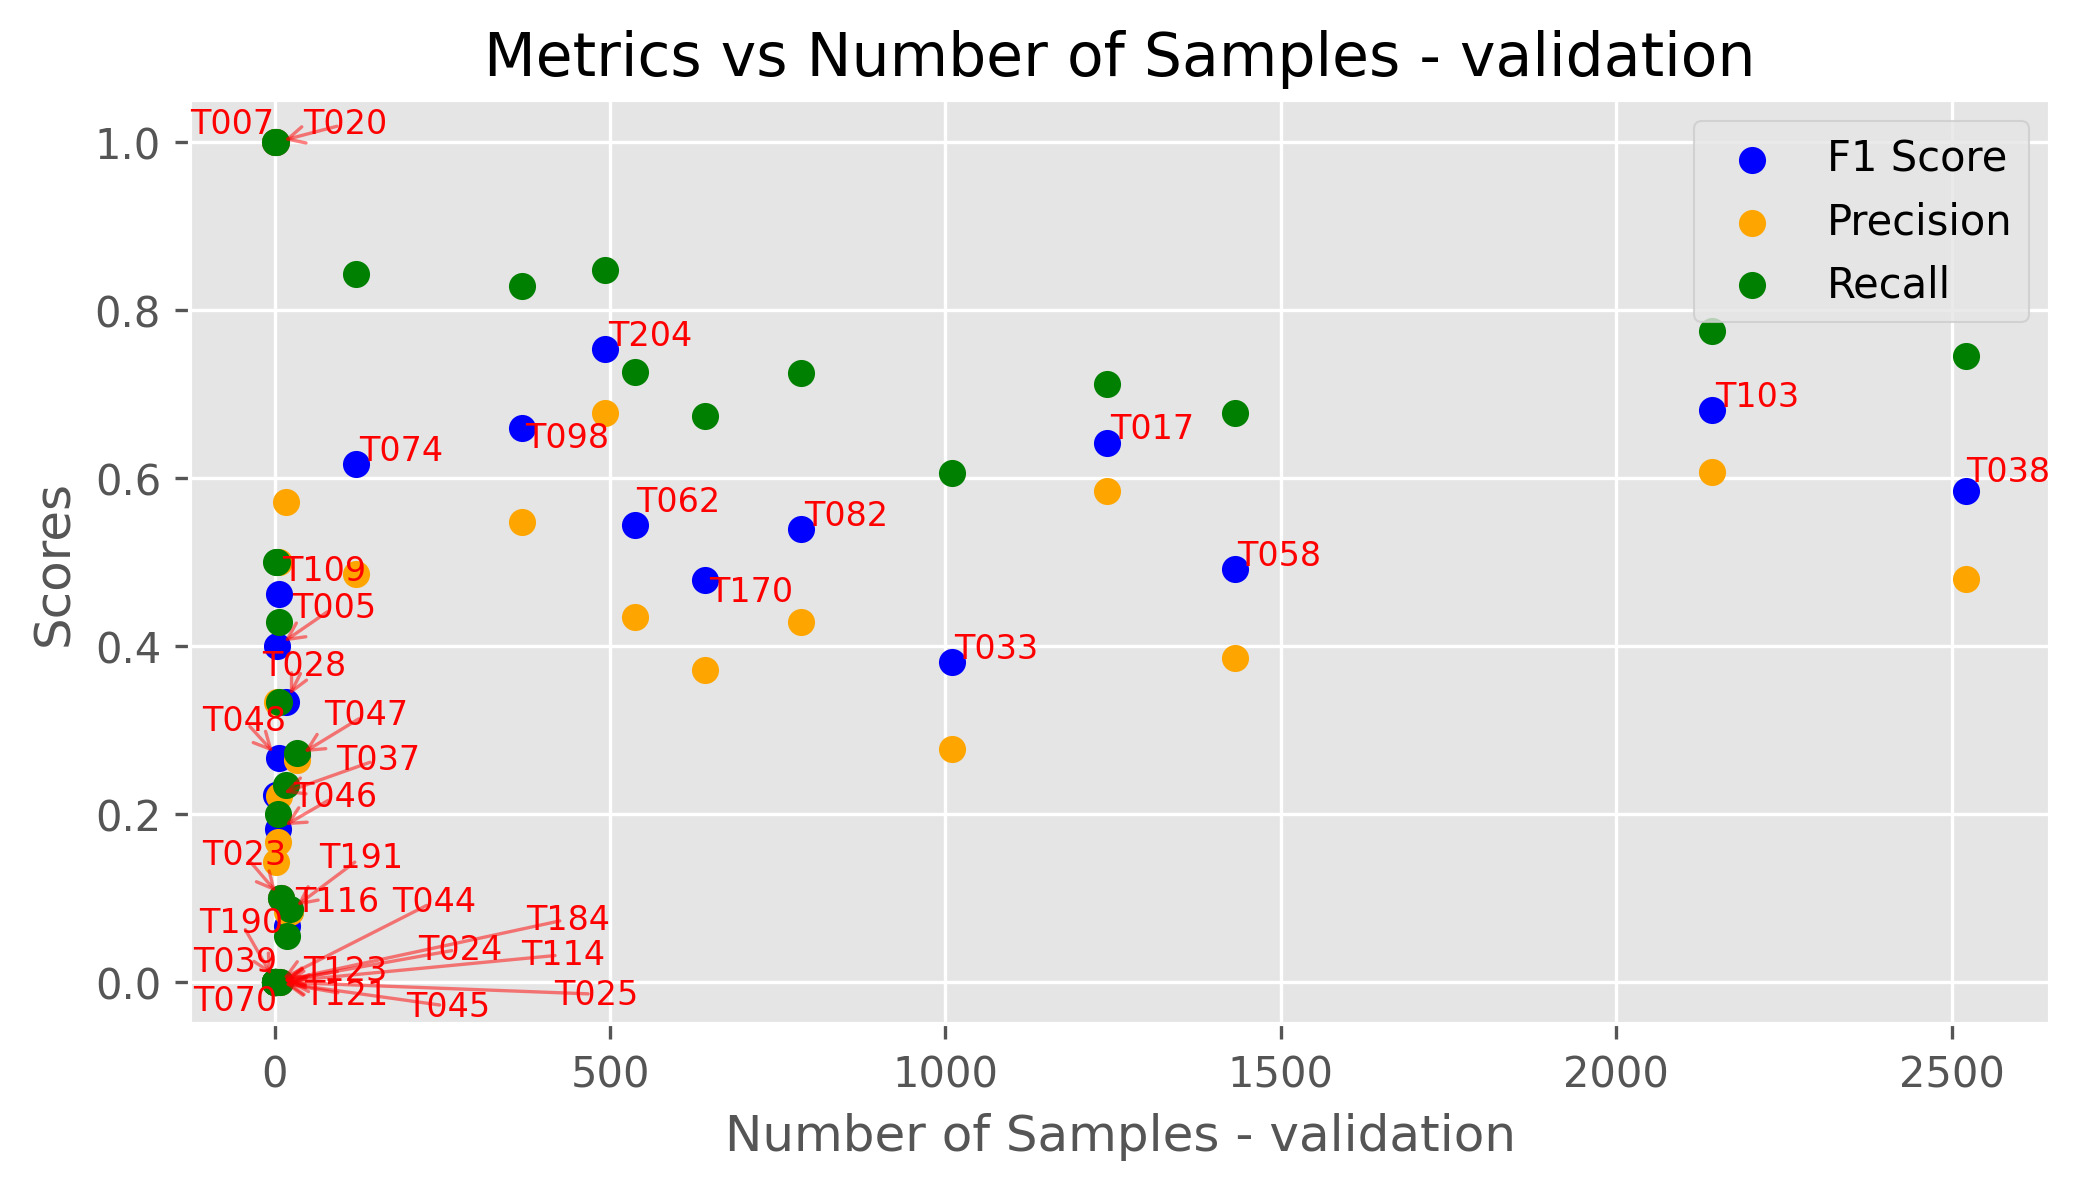 Metrics vs Number of Samples - validation
T007
T020
1.0
F1 Score
Precision
Recall
0.8
T204
T103
T017
T098
T074
0.6
T038
T062
T082
T058
T109
T170
T005
0.4
T033
T028
T048
T047
T037
T046
0.2
T023
T191
T116
T044
T190
T184
T024
T114
T039
T123
0.0
T070
T121
T045
T025
Scores
0
500
1000
1500
2000
2500
Number of Samples - validation